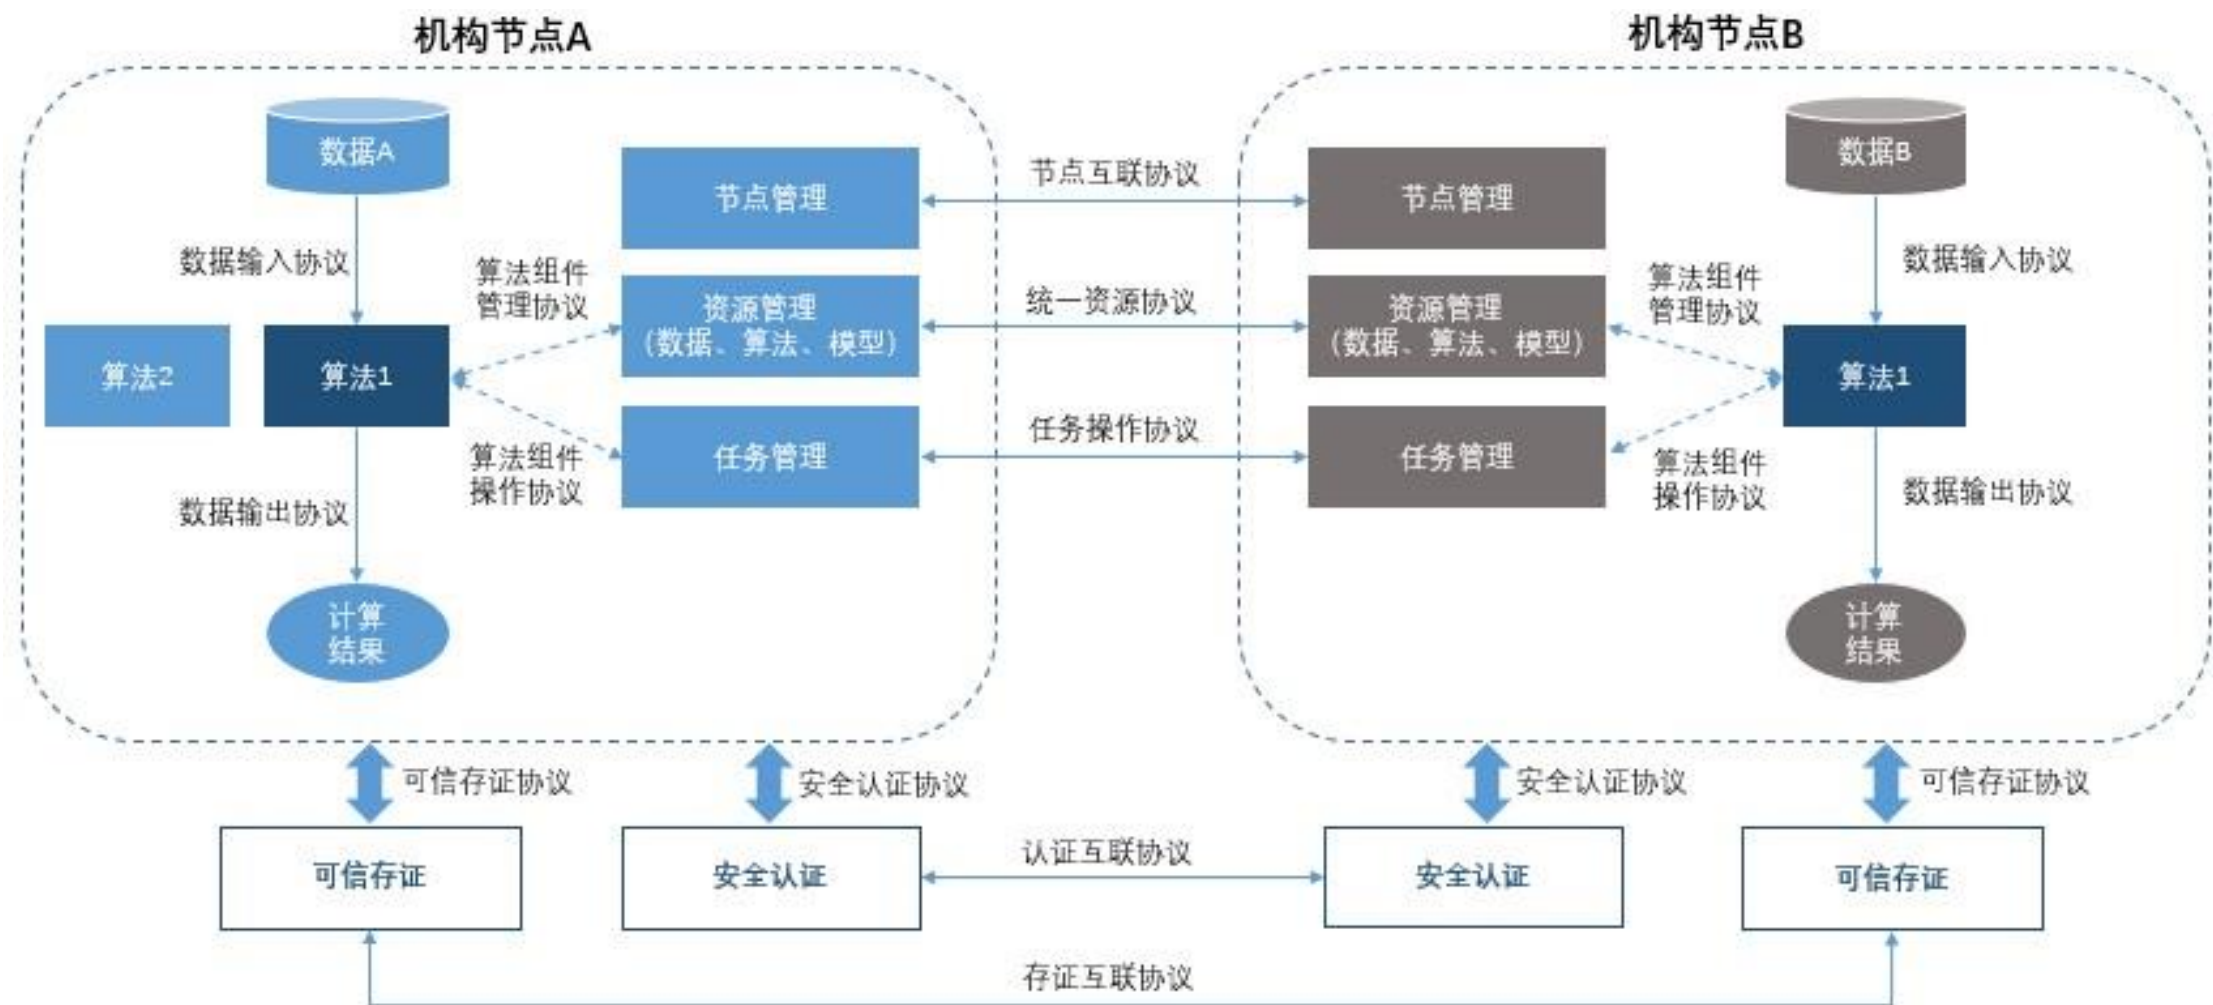 机构节点A
机构节点B
数据A
节点管理
节点互联协议
节点管理
数据B
数据输入协议
算法组件
管理协议
资源管理
(数据、算法、模型)
统一资源协议
资源管理
(数据、算法、模型)
算法组件
管理协议
数据输入协议
算法2
算法1
算法1
算法组件
操作协议
任务管理
任务操作协议
任务管理
算法组件
操作协议
数据输出协议
数据输出协议
计算
结果
计算
结果
可信存证协议
安全认证协议
安全认证协议
可信存证协议
可信存证
安全认证
认证互联协议
安全认证
可信存证
存证互联协议